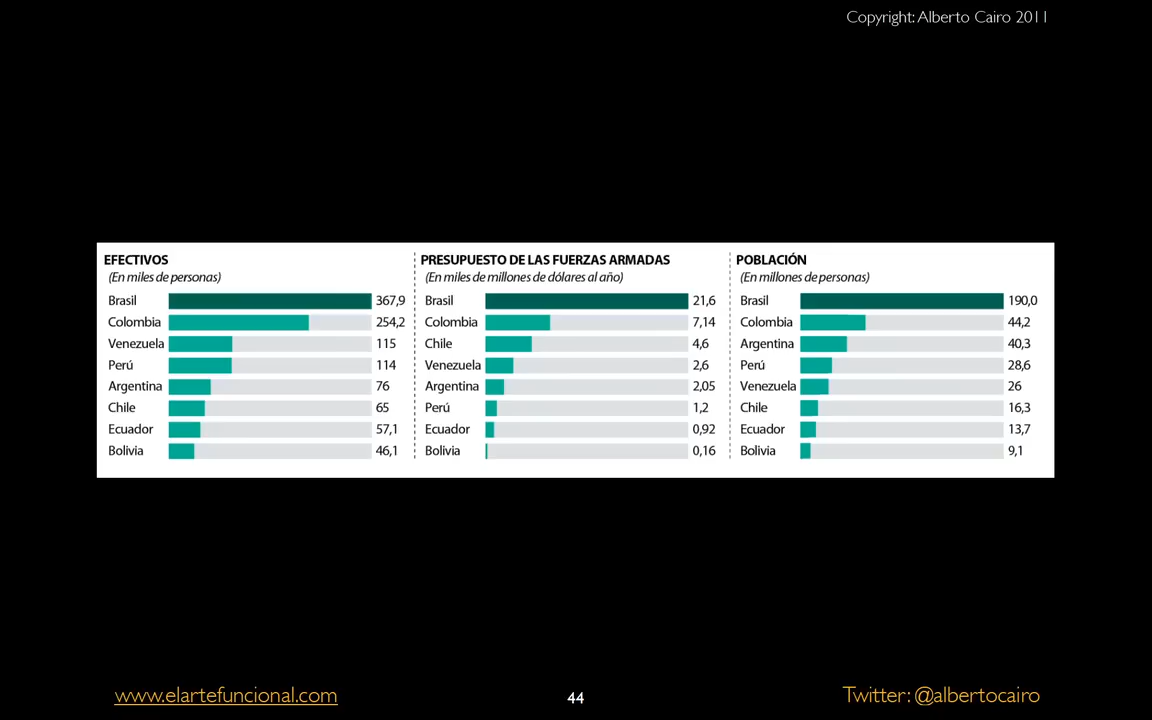 Copyright: Alberto Cairo 2011
EFECTIVOS
(En miles de personas)
Brasil 367,9
Colombia 254,2
Venezuela 115
Perú 114
Argentina 76
Chile 65
Ecuador 57,1
Bolivia 46,1
PRESUPUESTO DE LAS FUERZAS ARMADAS
(En miles de millones de dólares al año)
Brasil 21,6
Colombia 7,14
Chile 4,6
Venezuela 2,6
Argentina 2,05
Perú 1,2
Ecuador 0,92
Bolivia 0,16
POBLACIÓN
(En millones de personas)
Brasil 190,0
Colombia 44,2
Argentina 40,3
Perú 28,6
Venezuela 26
Chile 16,3
Ecuador 13,7
Bolivia 9,1
www.elartefuncional.com
44
Twitter: @albertocairo